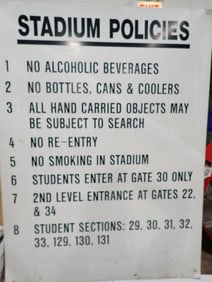 EXIT
STADIUM POLICIES
1 NO ALCOHOLIC BEVERAGES
2 NO BOTTLES, CANS & COOLERS
3 ALL HAND CARRIED OBJECTS MAY
BE SUBJECT TO SEARCH
4 NO RE-ENTRY
5 NO SMOKING IN STADIUM
6 STUDENTS ENTER AT GATE 30 ONLY
7 2ND LEVEL ENTRANCE AT GATES 22,
& 34
8 STUDENT SECTIONS: 29, 30, 31, 32,
33, 129, 130, 131